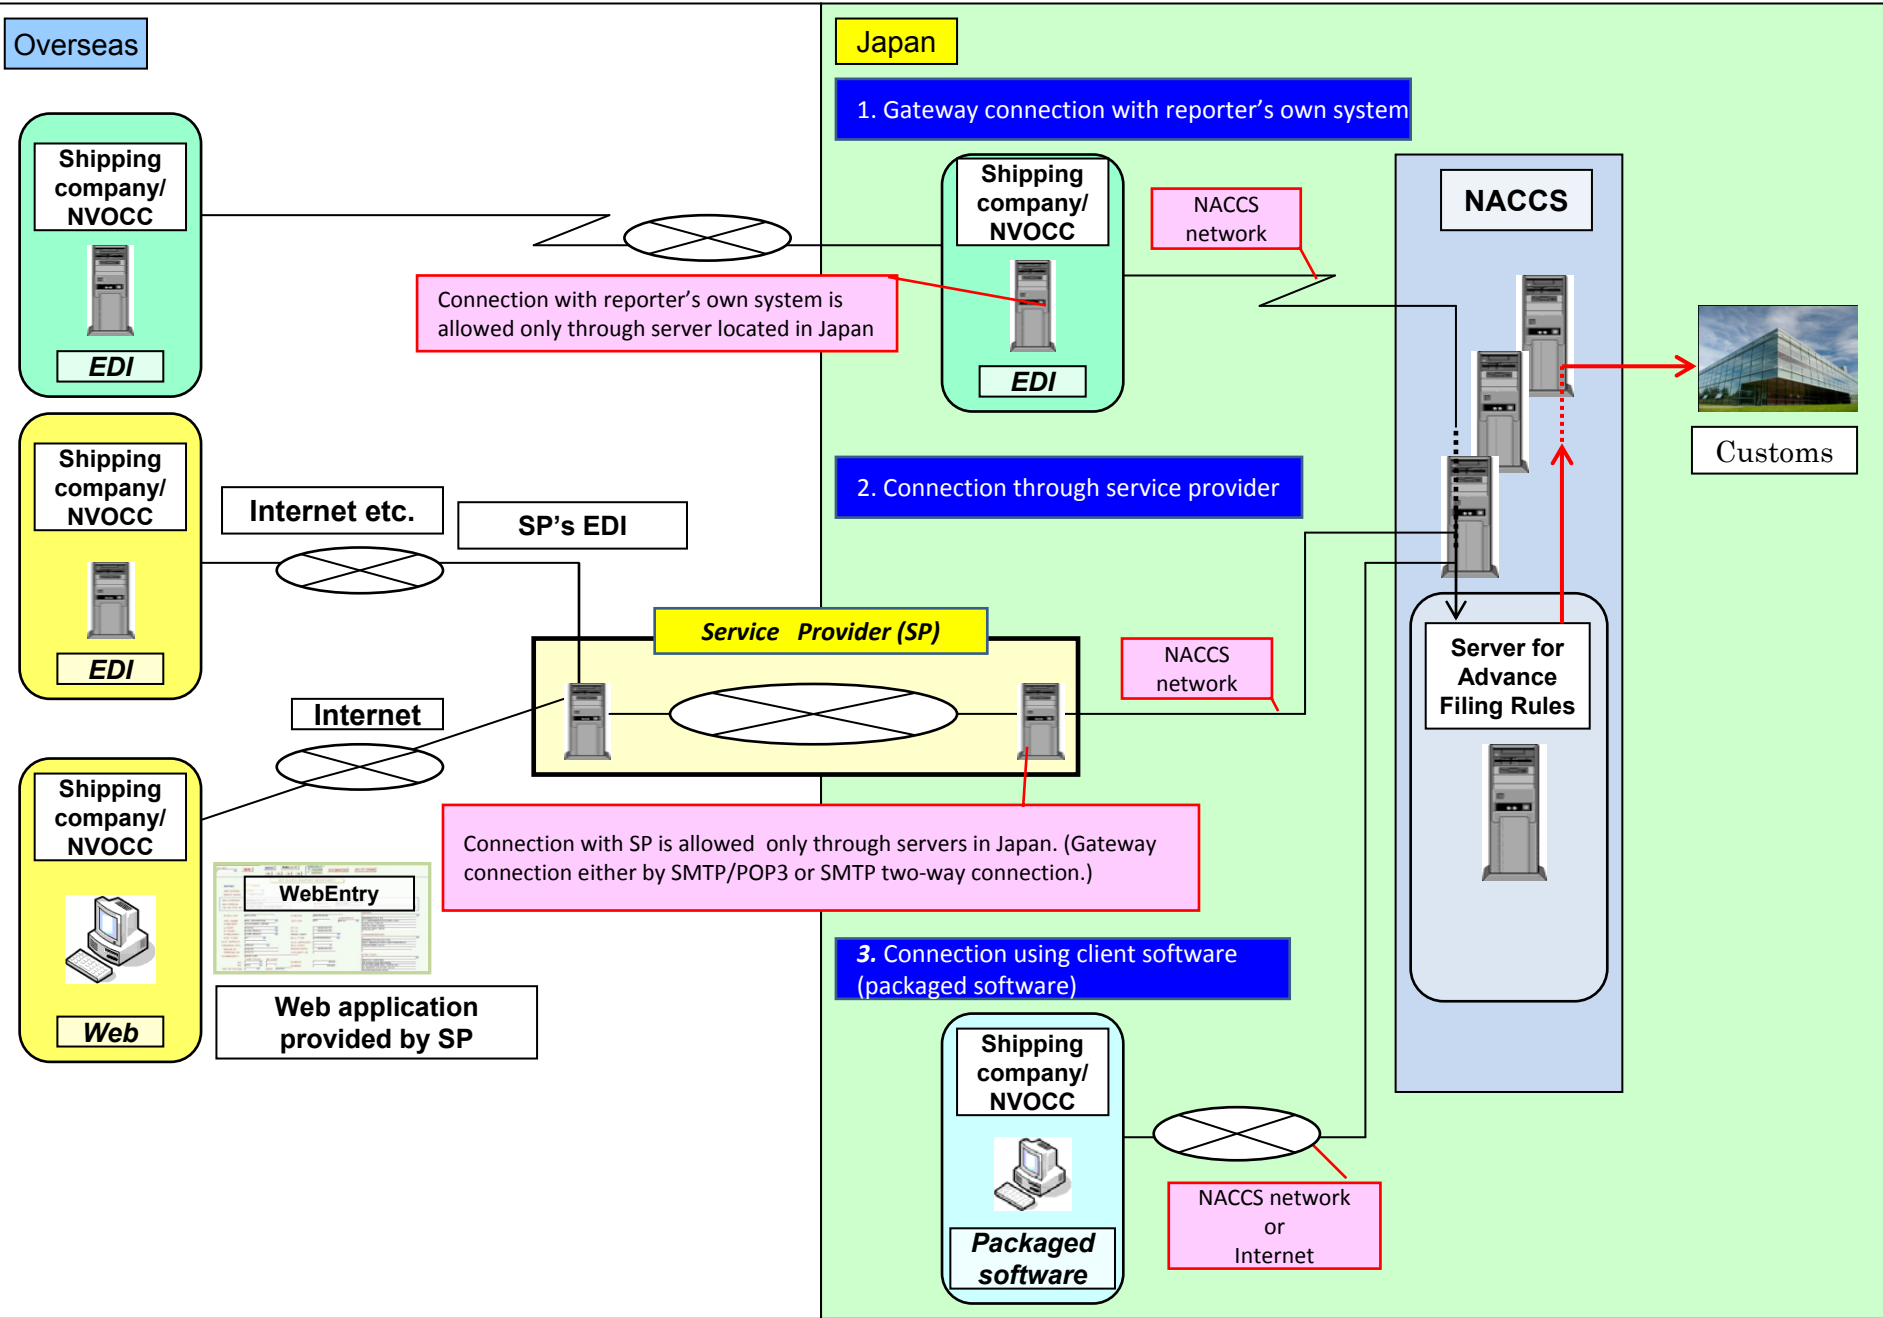 Overseas
Japan
1. Gateway connection with reporter's own system
Shipping
company/
NVOCC
EDI
Shipping
company/
NVOCC
EDI
NACCS
network
NACCS
Connection with reporter's own system is
allowed only through server located in Japan
Customs
Shipping
company/
NVOCC
EDI
Internet etc.
SP's EDI
2. Connection through service provider
Service Provider (SP)
NACCS
network
Server for
Advance
Filing Rules
Internet
Shipping
company/
NVOCC
Web
WebEntry
Web application
provided by SP
Connection with SP is allowed only through servers in Japan. (Gateway
connection either by SMTP/POP3 or SMTP two-way connection.)
3. Connection using client software
(packaged software)
Shipping
company/
NVOCC
Packaged
software
NACCS network
or
Internet